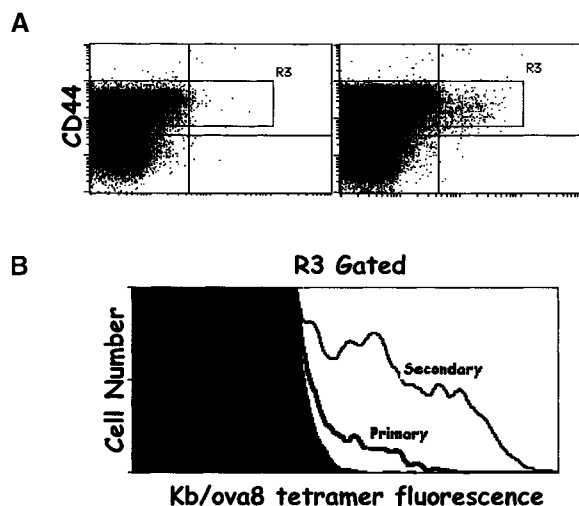 A
R3
R3
CD44
B
R3 Gated
Cell Number
Secondary
Primary
Kb/ova8 tetramer fluorescence